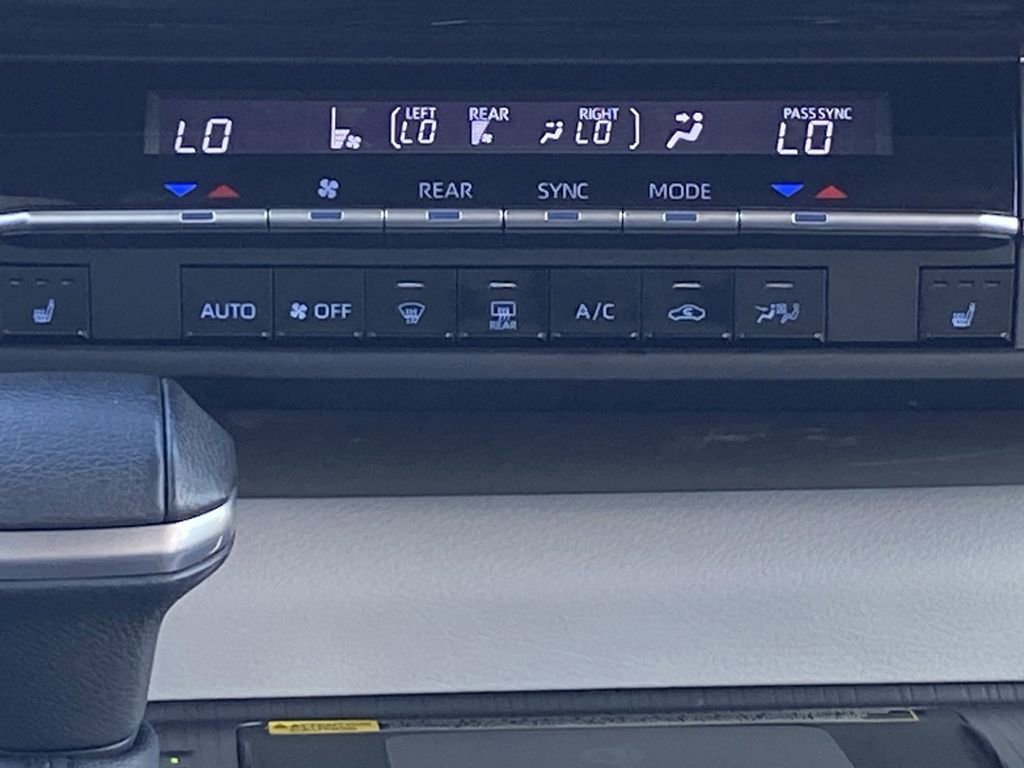 LEFT REAR RIGHT PASS SYNC
LO LO LO LO
REAR SYNC MODE
AUTO OFF A/C
REAR